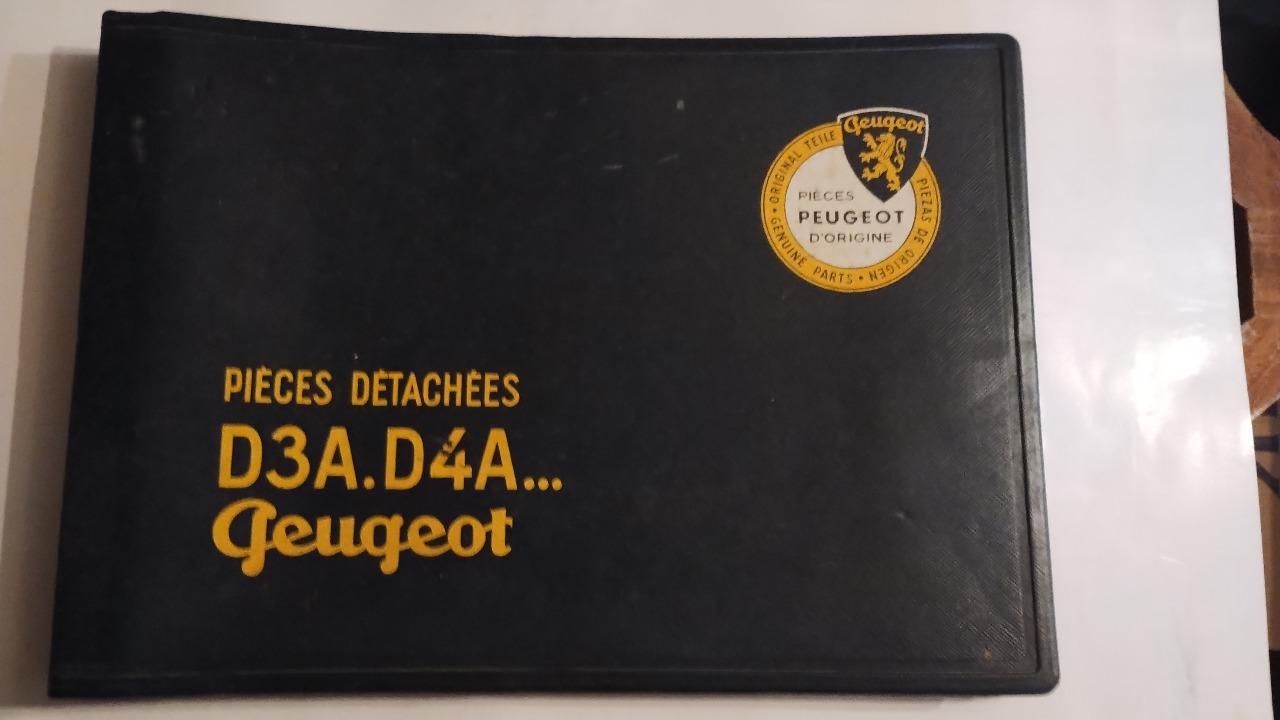 Peugeot
PIÈCES
PEUGEOT
D'ORIGINE
ORIGINAL TEILE • PIEZAS DE ORIGEN • GENUINE PARTS •
PIÈCES DÉTACHÉES
D3A.D4A...
Peugeot